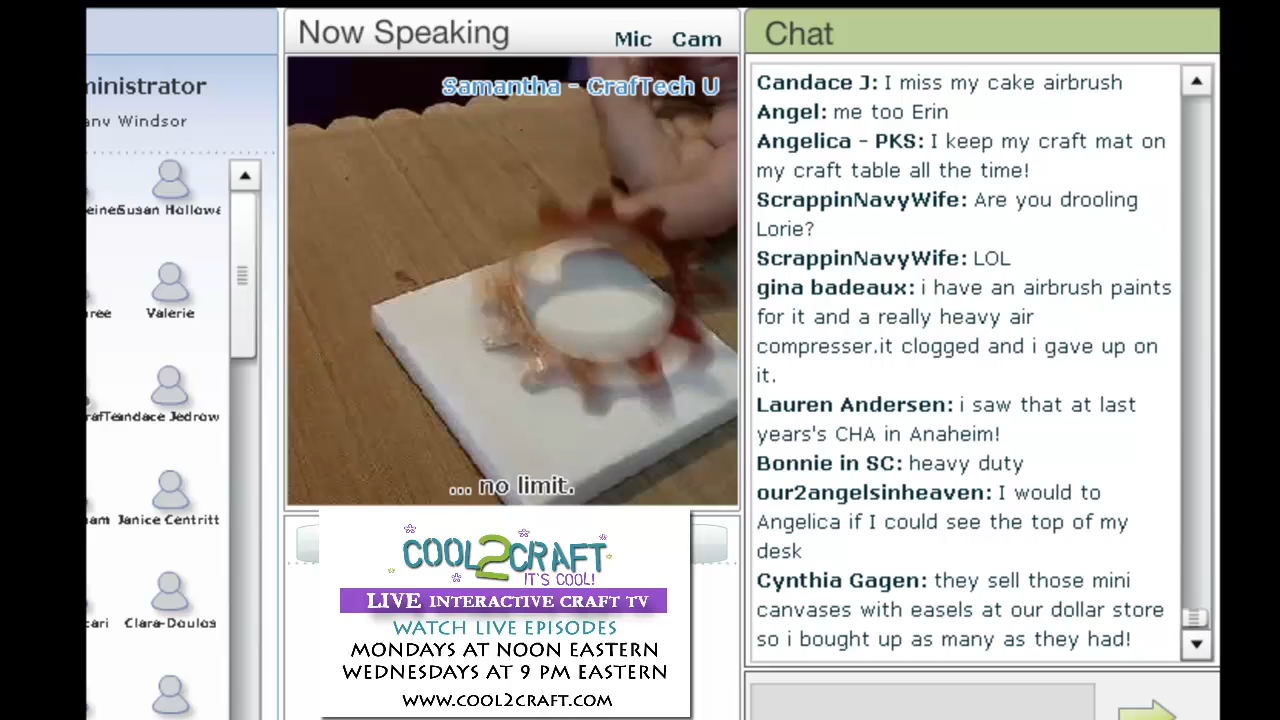 ministrator
any Windsor
Susan Hollowa
ree
Valerie
Candace Jedrow
am
Janice Centritt
cari
Clara-Doulos
Now Speaking
Mic Cam
Samantha - CrafTech U
... no limit.
COOL2CRAFT
IT'S COOL!
LIVE INTERACTIVE CRAFT TV
WATCH LIVE EPISODES
MONDAYS AT NOON EASTERN
WEDNESDAYS AT 9 PM EASTERN
WWW.COOL2CRAFT.COM
Chat
Candace J: I miss my cake airbrush
Angel: me too Erin
Angelica - PKS: I keep my craft mat on
my craft table all the time!
ScrappinNavyWife: Are you drooling
Lorie?
ScrappinNavyWife: LOL
gina badeaux: i have an airbrush paints
for it and a really heavy air
compresser.it clogged and i gave up on
it.
Lauren Andersen: i saw that at last
years's CHA in Anaheim!
Bonnie in SC: heavy duty
our2angelsinheaven: I would to
Angelica if I could see the top of my
desk
Cynthia Gagen: they sell those mini
canvases with easels at our dollar store
so i bought up as many as they had!